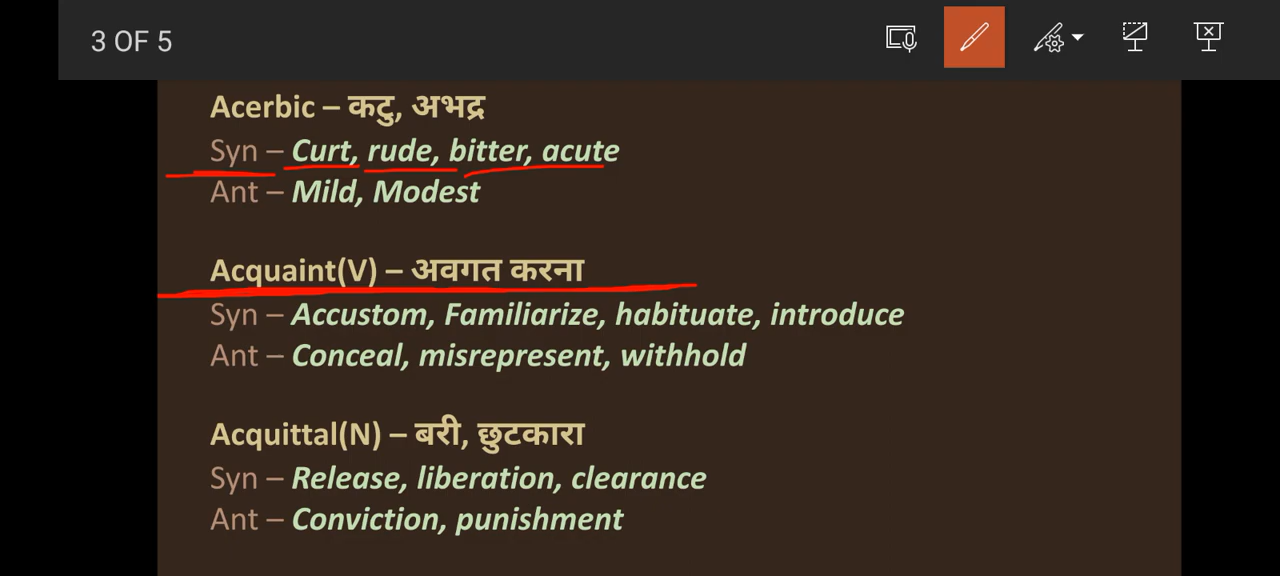 3 OF 5
Acerbic – कटु, अभद्र
Syn – Curt, rude, bitter, acute
Ant – Mild, Modest
Acquaint(V) – अवगत करना
Syn – Accustom, Familiarize, habituate, introduce
Ant – Conceal, misrepresent, withhold
Acquittal(N) – बरी, छुटकारा
Syn – Release, liberation, clearance
Ant – Conviction, punishment